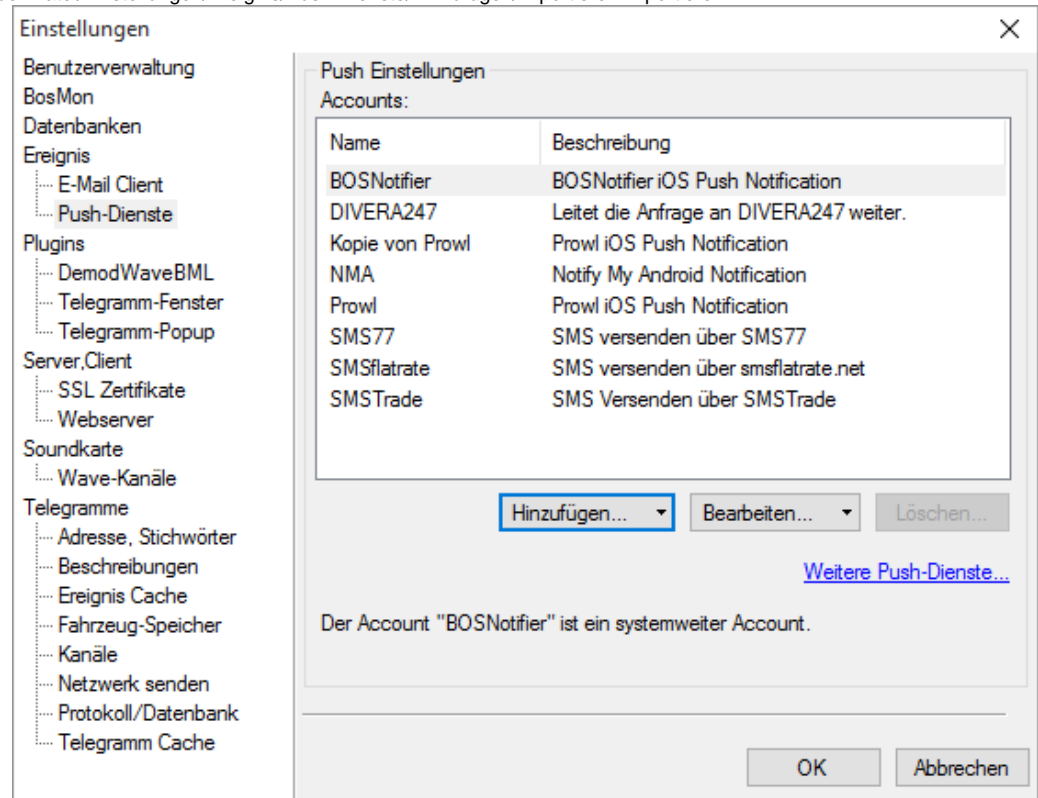 Einstellungen
Benutzerverwaltung
BosMon
Datenbanken
Ereignis
E-Mail Client
Push-Dienste
Plugins
DemodWaveBML
Telegramm-Fenster
Telegramm-Popup
Server,Client
SSL Zertifikate
Webserver
Soundkarte
Wave-Kanäle
Telegramme
Adresse, Stichwörter
Beschreibungen
Ereignis Cache
Fahrzeug-Speicher
Kanäle
Netzwerk senden
Protokoll/Datenbank
Telegramm Cache
Push Einstellungen
Accounts:
Name Beschreibung
BOSNotifier BOSNotifier iOS Push Notification
DIVERA247 Leitet die Anfrage an DIVERA247 weiter.
Kopie von Prowl Prowl iOS Push Notification
NMA Notify My Android Notification
Prowl Prowl iOS Push Notification
SMS77 SMS versenden über SMS77
SMSflatrate SMS versenden über smsflatrate.net
SMSTrade SMS Versenden über SMSTrade
Hinzufügen... Bearbeiten... Löschen...
Weitere Push-Dienste...
Der Account "BOSNotifier" ist ein systemweiter Account.
OK Abbrechen